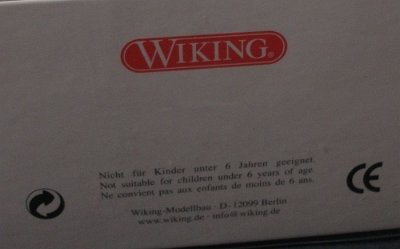 WIKING®
Nicht für Kinder unter 6 Jahren geeignet.
Not suitable for children under 6 years of age.
Ne convient pas aux enfants de moins de 6 ans.
Wiking-Modellbau · D-12099 Berlin
www.wiking.de · info@wiking.de
CE